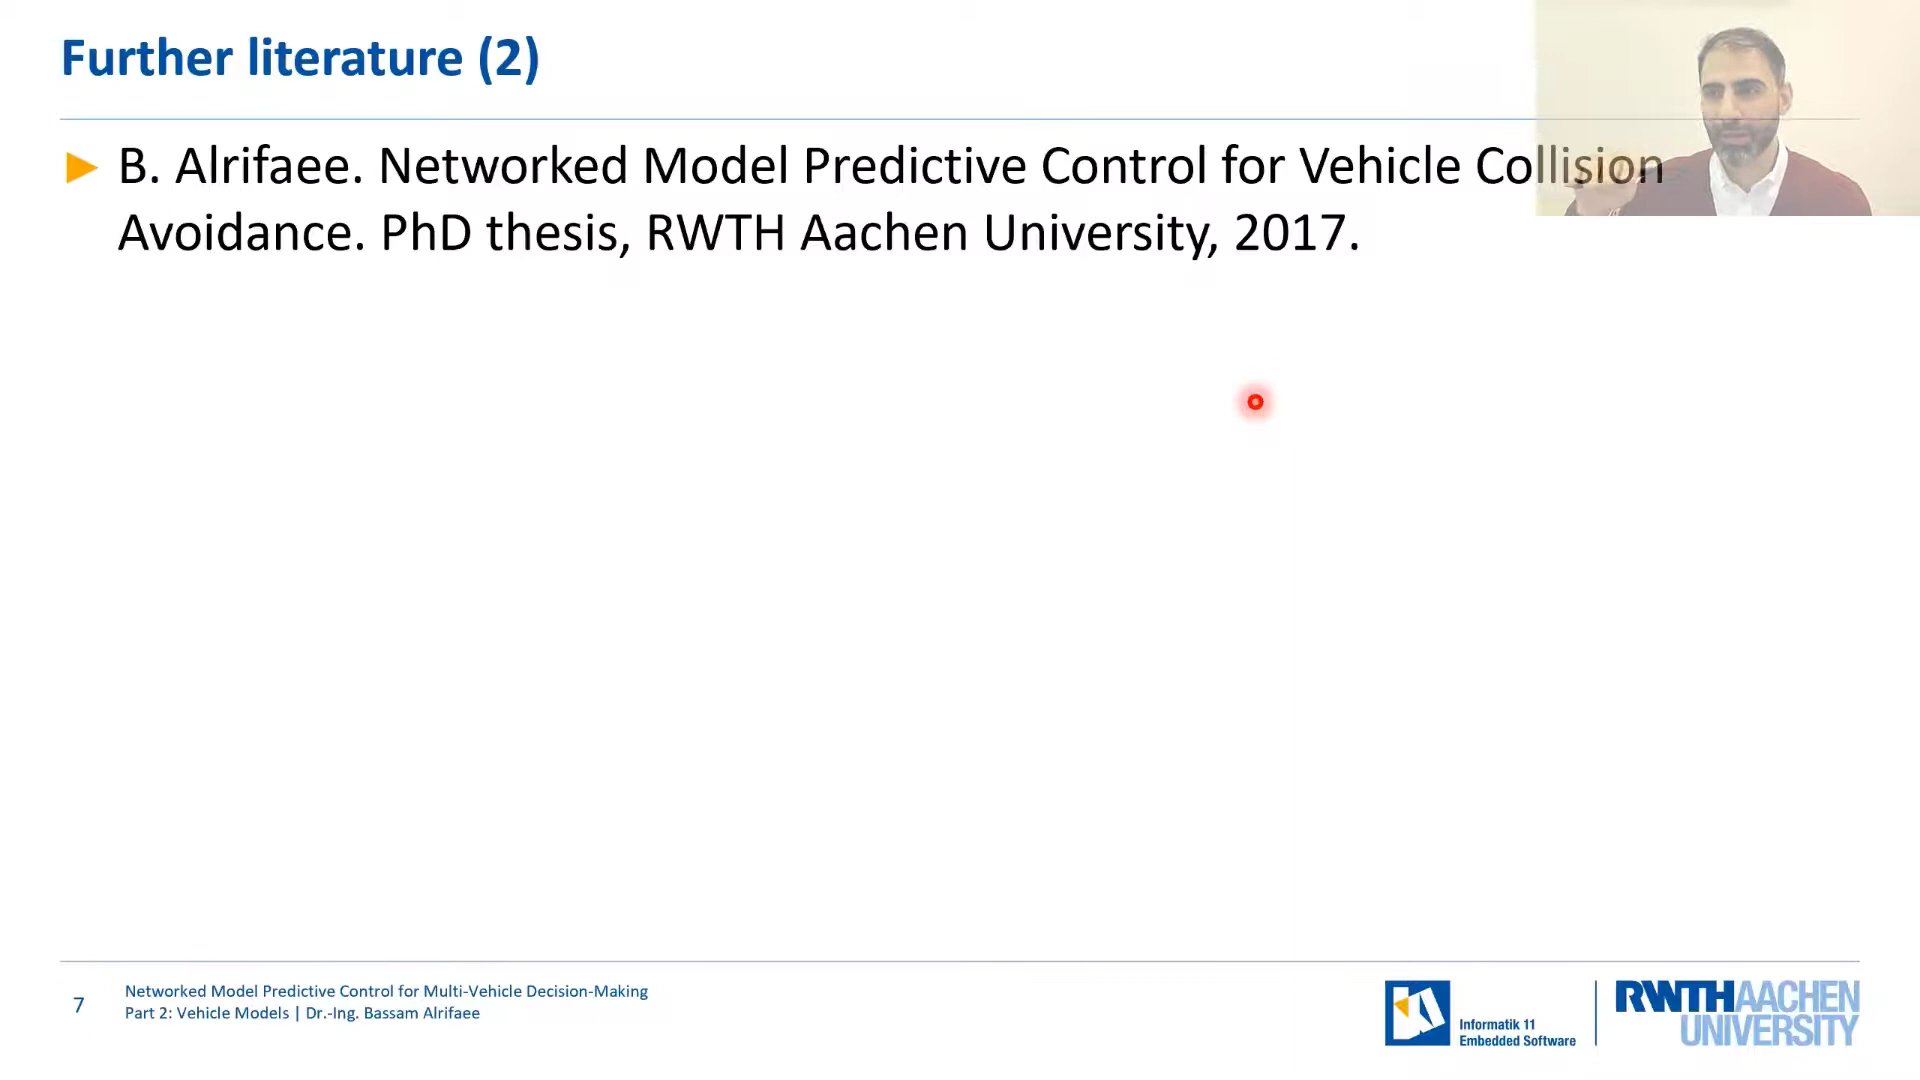 Further literature (2)
B. Alrifaee. Networked Model Predictive Control for Vehicle Collision
Avoidance. PhD thesis, RWTH Aachen University, 2017.
7
Networked Model Predictive Control for Multi-Vehicle Decision-Making
Part 2: Vehicle Models | Dr.-Ing. Bassam Alrifaee
Informatik 11
Embedded Software
RWTHAACHEN
UNIVERSITY